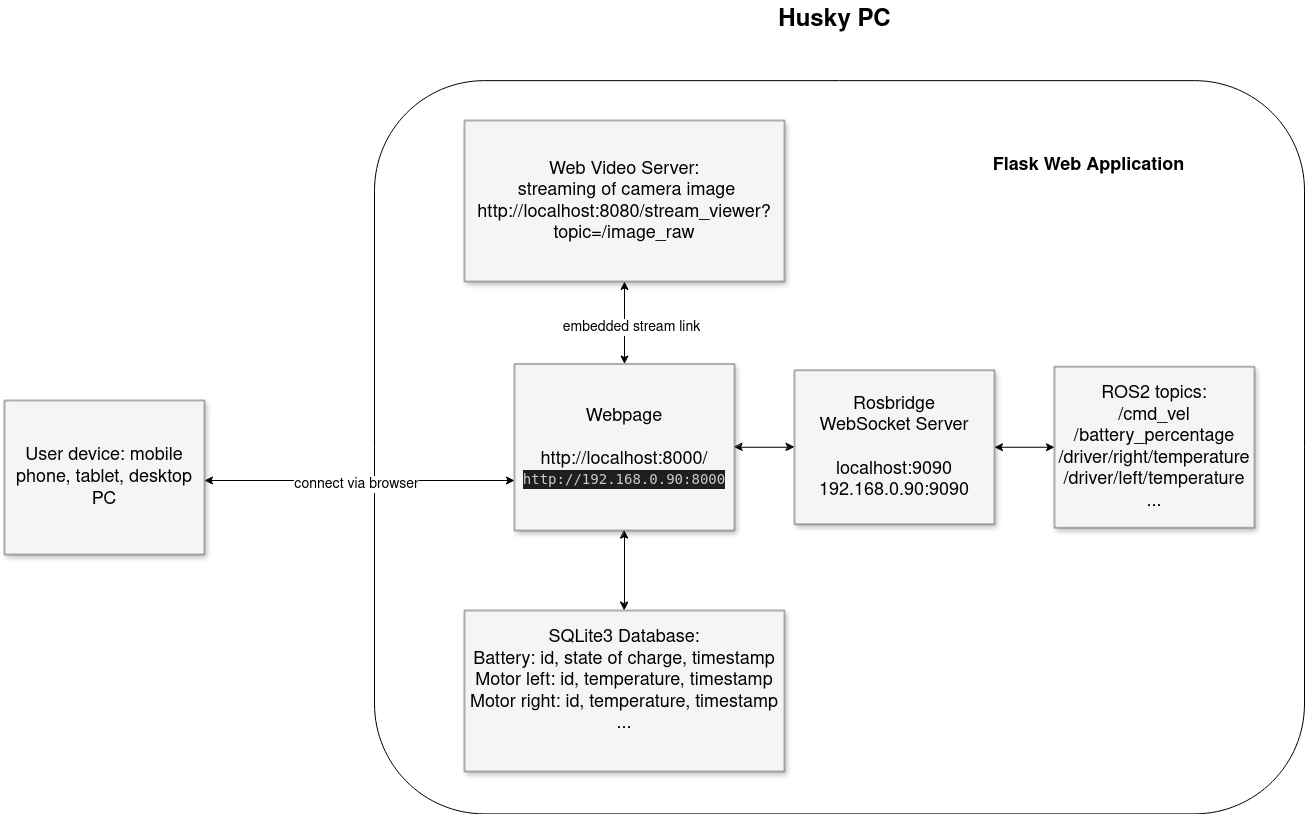 Husky PC
Flask Web Application
Web Video Server:
streaming of camera image
http://localhost:8080/stream_viewer?
topic=/image_raw
embedded stream link
Webpage
http://localhost:8000/
http://192.168.0.90:8000
Rosbridge
WebSocket Server
localhost:9090
192.168.0.90:9090
ROS2 topics:
/cmd_vel
/battery_percentage
/driver/right/temperature
/driver/left/temperature
...
User device: mobile
phone, tablet, desktop
PC
connect via browser
SQLite3 Database:
Battery: id, state of charge, timestamp
Motor left: id, temperature, timestamp
Motor right: id, temperature, timestamp
...